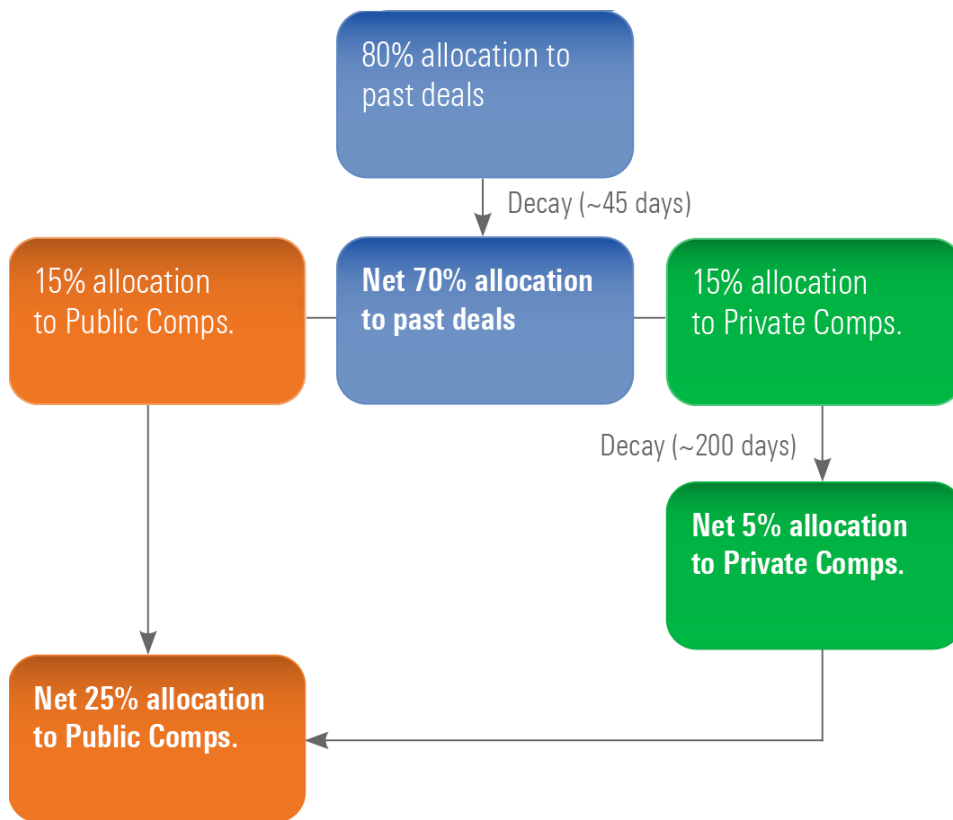 80% allocation to
past deals
Decay (~45 days)
15% allocation
to Public Comps.
Net 70% allocation
to past deals
15% allocation
to Private Comps.
Decay (~200 days)
Net 5% allocation
to Private Comps.
Net 25% allocation
to Public Comps.